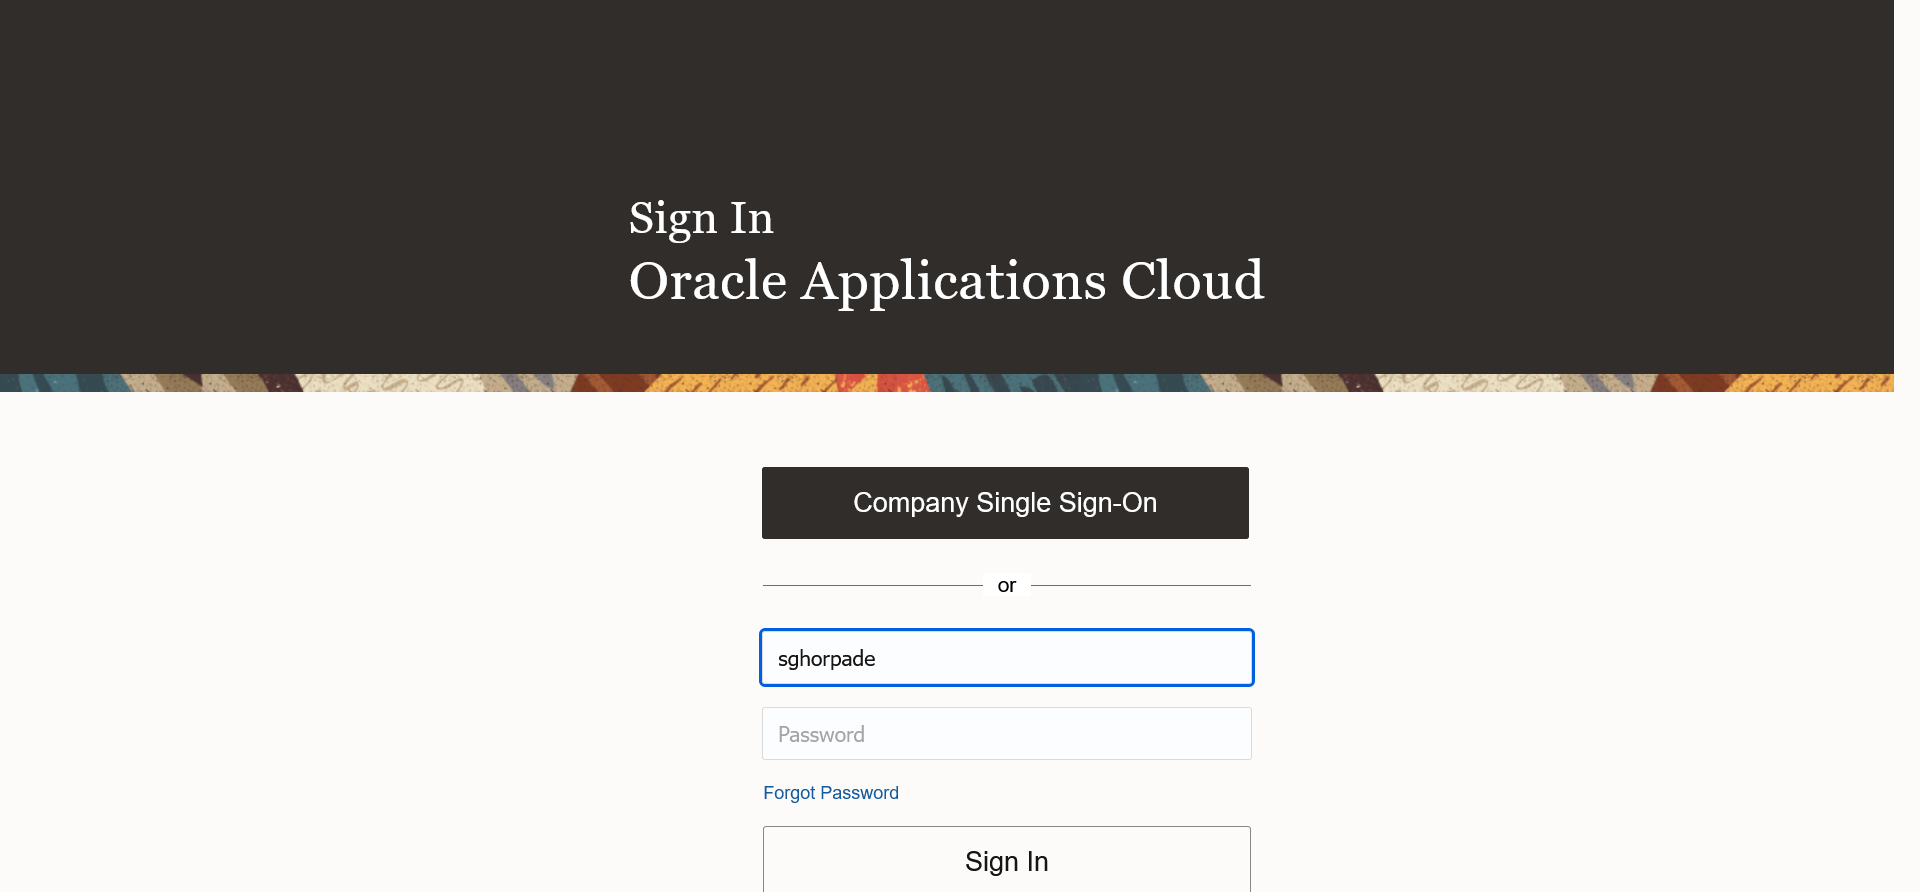 Sign In
Oracle Applications Cloud
Company Single Sign-On
or
sghorpade
Password
Forgot Password
Sign In